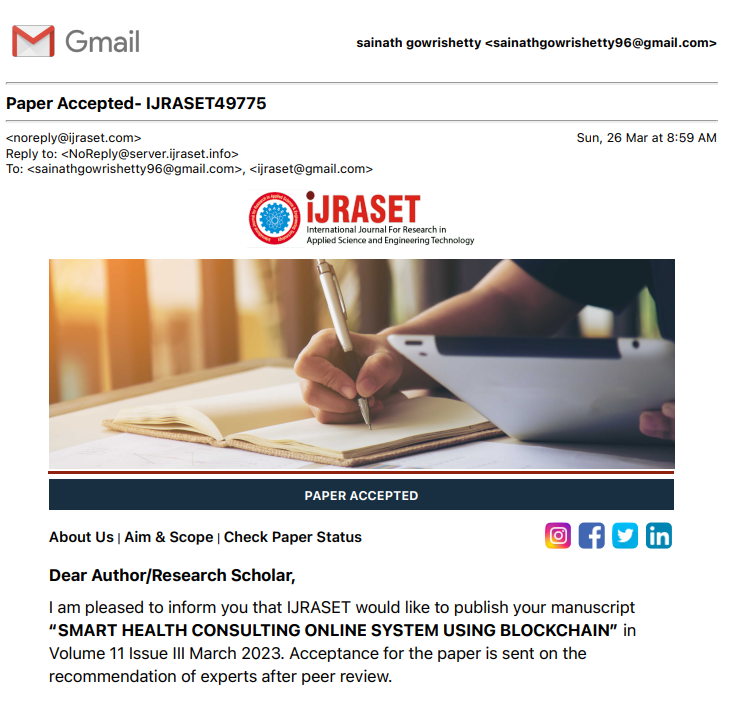 Gmail
sainath gowrishetty <sainathgowrishetty96@gmail.com>
Paper Accepted- IJRASET49775
<noreply@ijraset.com>
Sun, 26 Mar at 8:59 AM
Reply to: <NoReply@server.ijraset.info>
To: <sainathgowrishetty96@gmail.com>, <ijraset@gmail.com>
iJRASET
International Journal For Research in
Applied Science and Engineering Technology
PAPER ACCEPTED
About Us | Aim & Scope | Check Paper Status
Dear Author/Research Scholar,
I am pleased to inform you that IJRASET would like to publish your manuscript
“SMART HEALTH CONSULTING ONLINE SYSTEM USING BLOCKCHAIN” in
Volume 11 Issue III March 2023. Acceptance for the paper is sent on the
recommendation of experts after peer review.